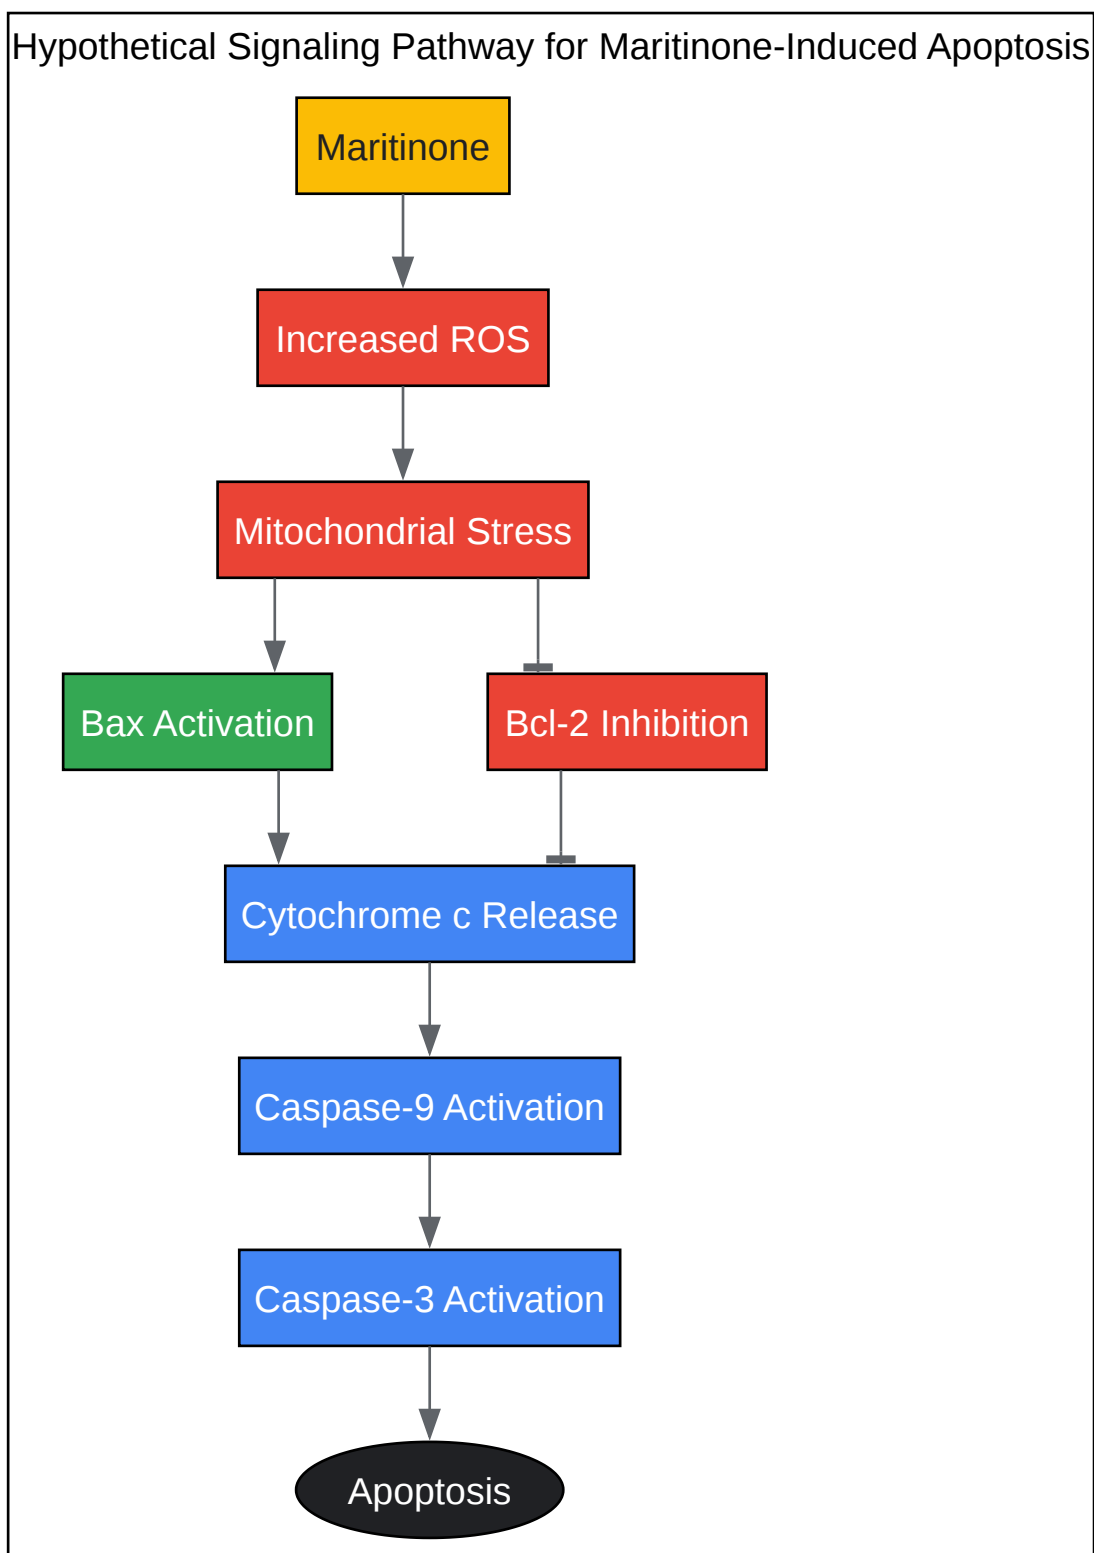 Hypothetical Signaling Pathway for Maritinone-Induced Apoptosis
Maritinone
Increased ROS
Mitochondrial Stress
Bax Activation
Bcl-2 Inhibition
Cytochrome c Release
Caspase-9 Activation
Caspase-3 Activation
Apoptosis